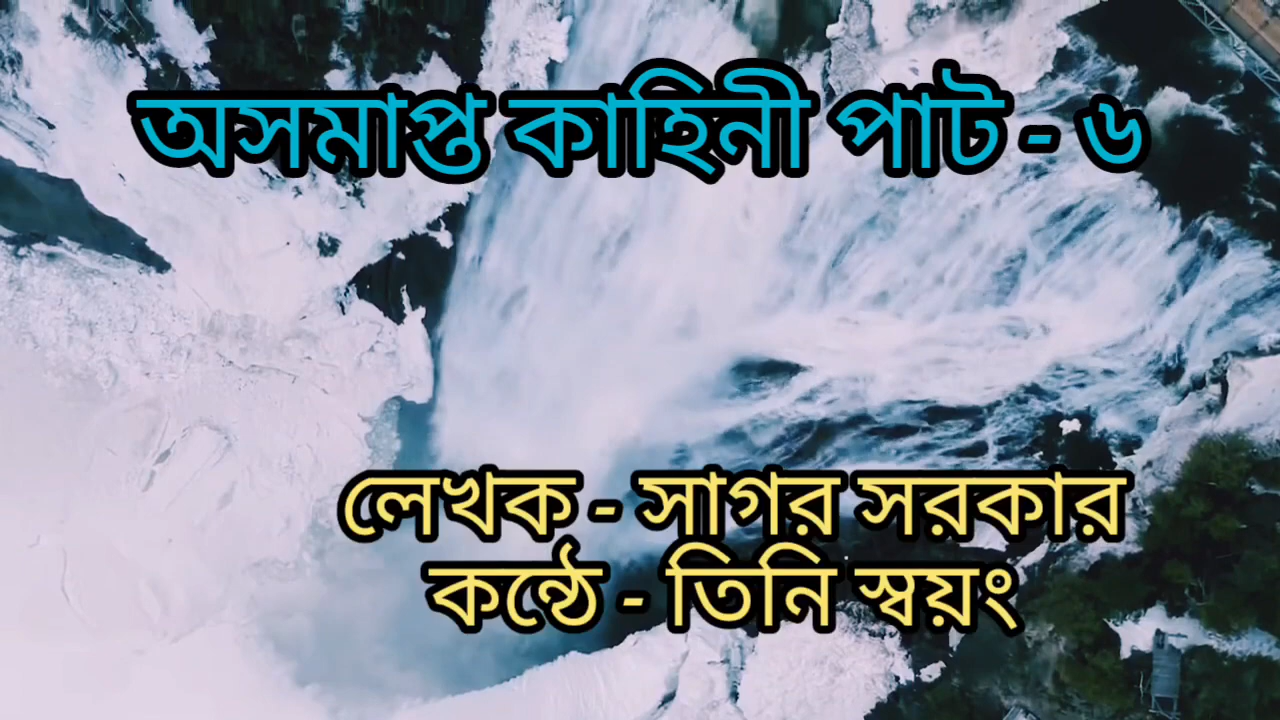 অসমাপ্ত কাহিনী পাট - ৬
লেখক - সাগর সরকার
কন্ঠে - তিনি স্বয়ং